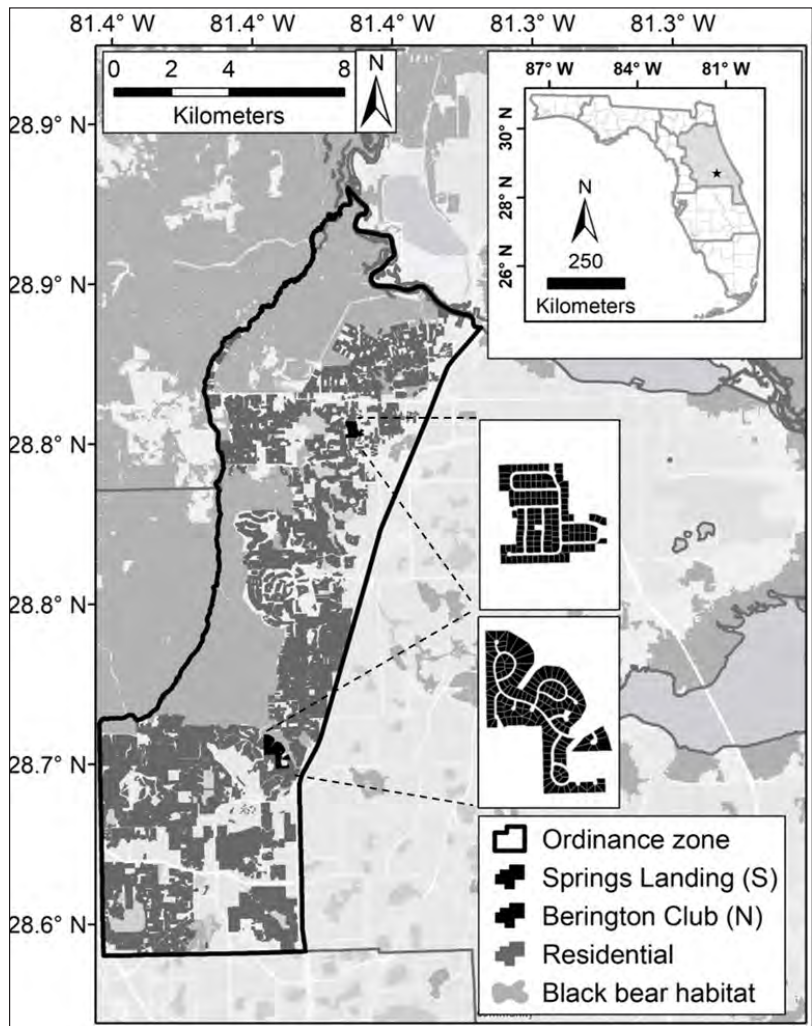 81.4° W 81.4° W 81.3° W 81.3° W
0 2 4 8
Kilometers
N
28.9° N
28.9° N
28.8° N
28.8° N
28.7° N
28.6° N
87° W 84° W 81° W
30° N
28° N
26° N
N
250
Kilometers
Ordinance zone
Springs Landing (S)
Berington Club (N)
Residential
Black bear habitat